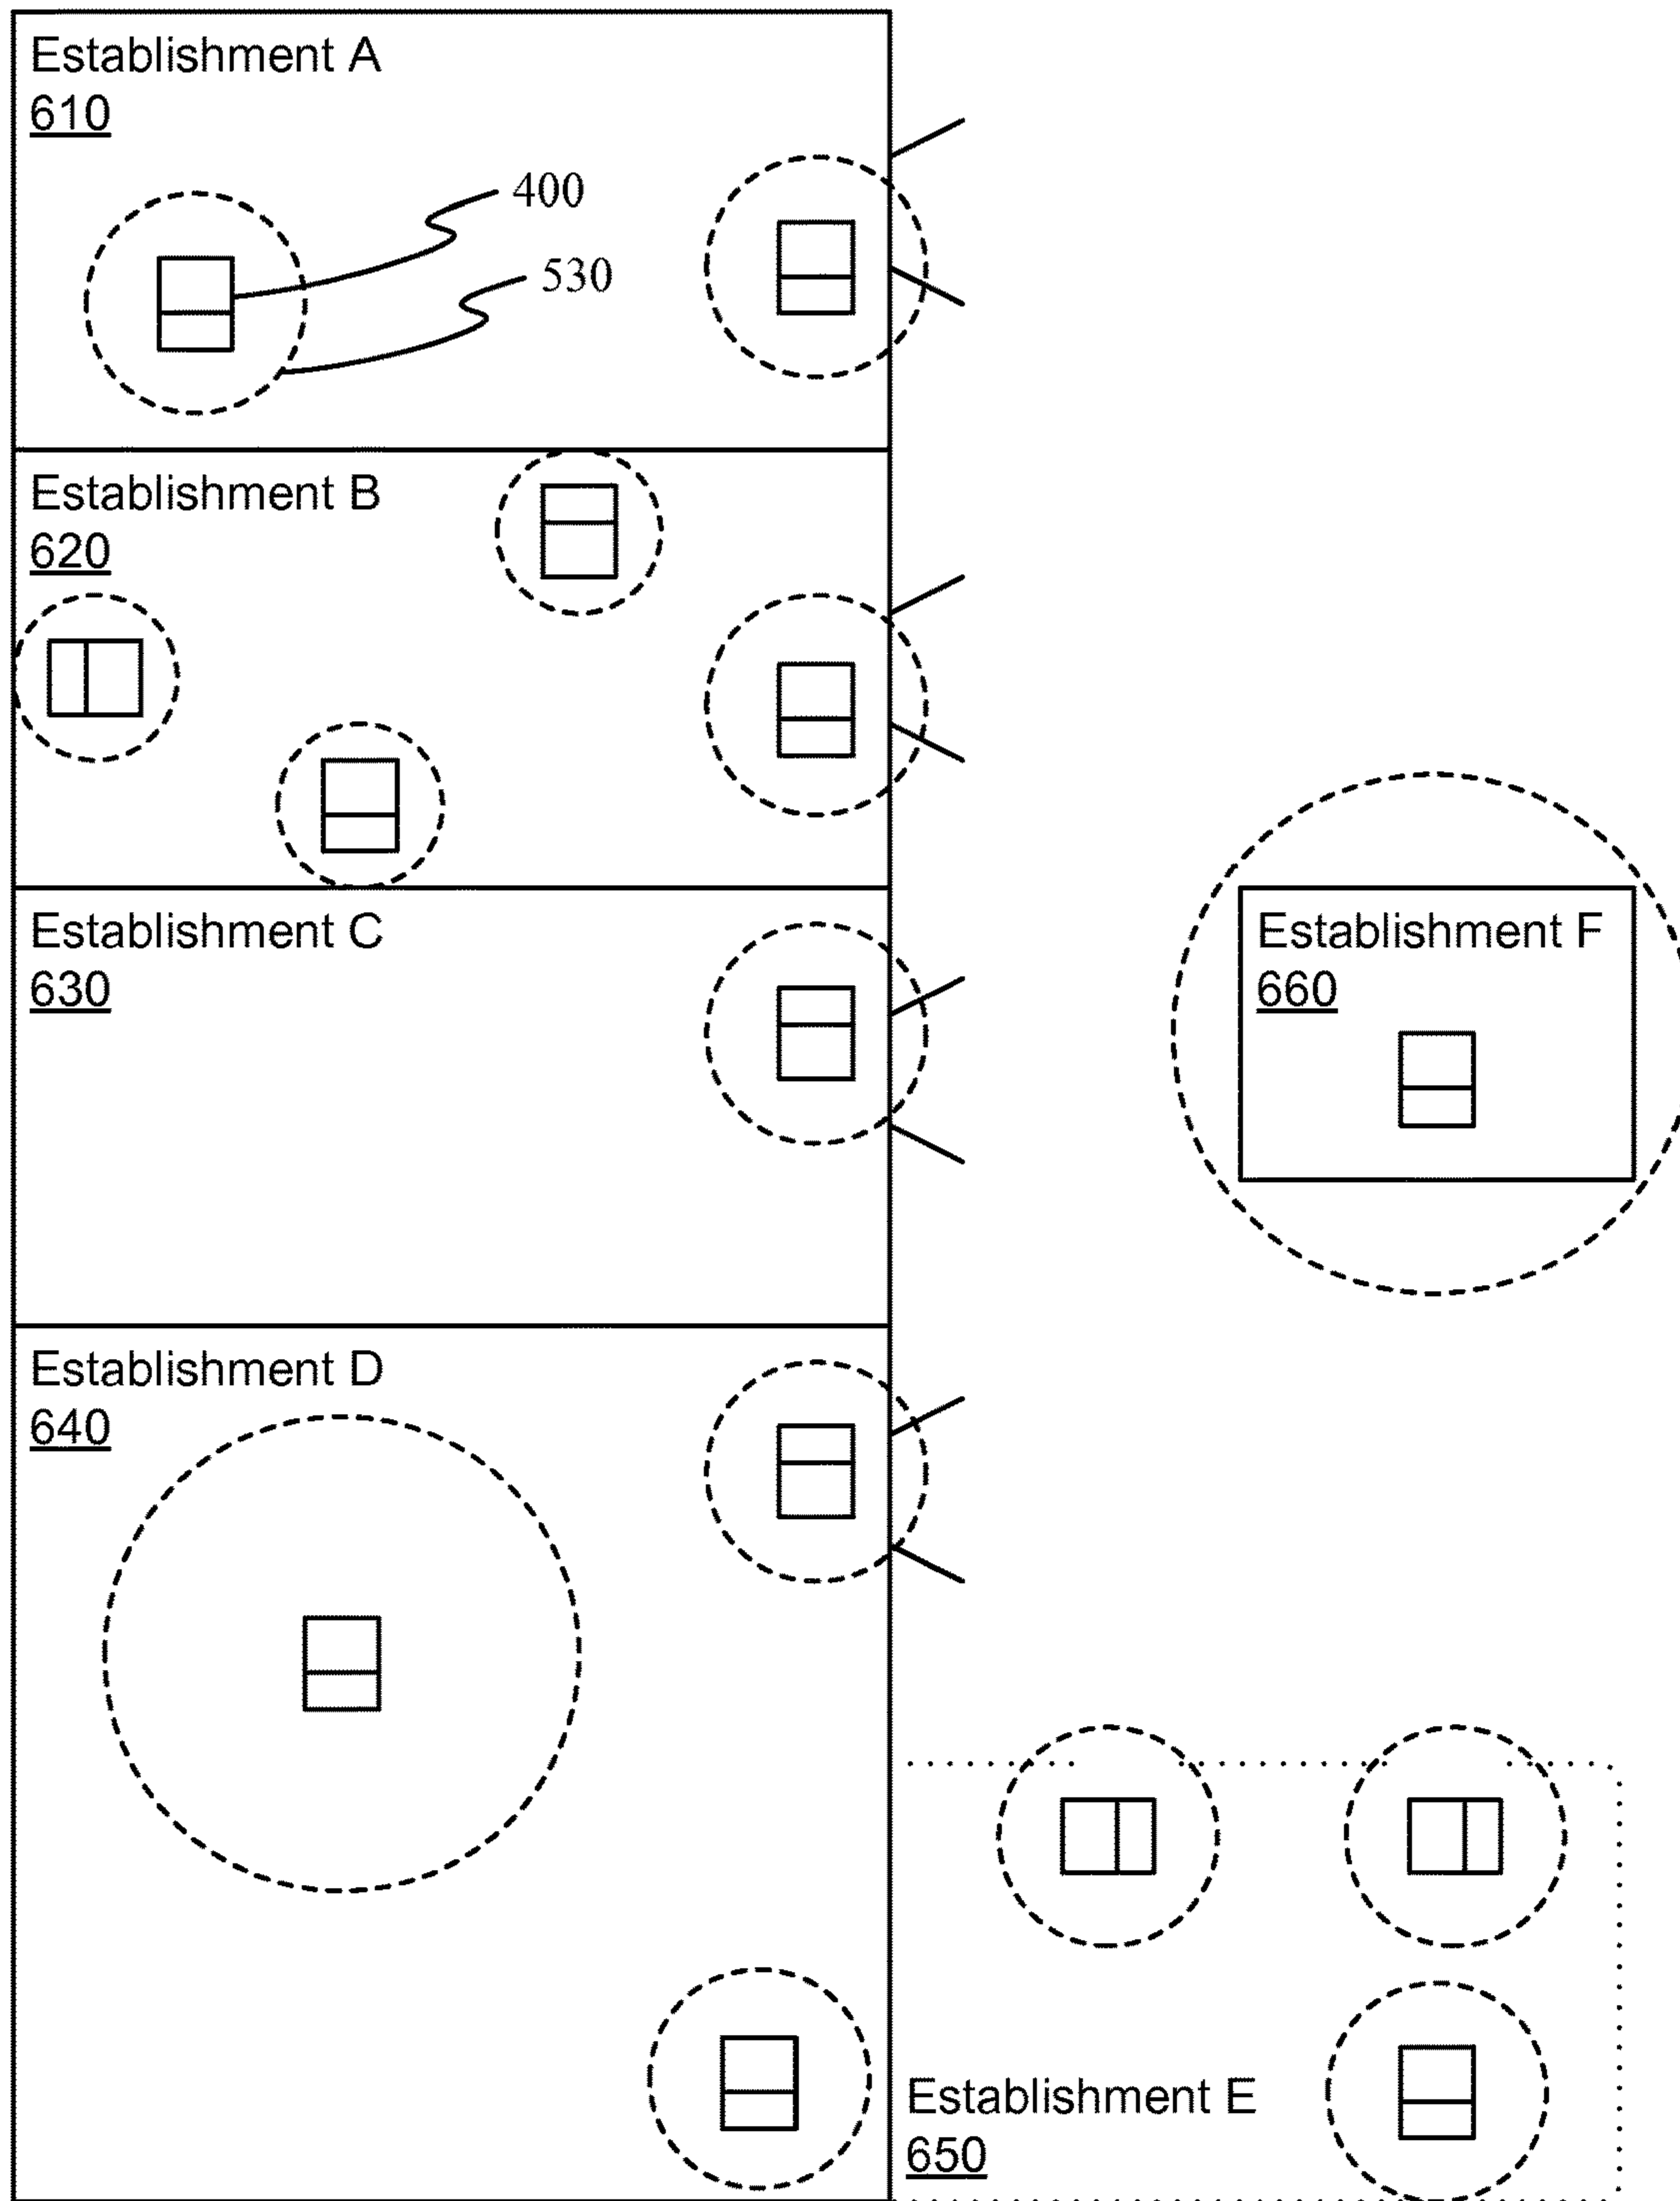 Establishment A
610
400
530
Establishment B
620
Establishment C
630
Establishment F
660
Establishment D
640
Establishment E
650